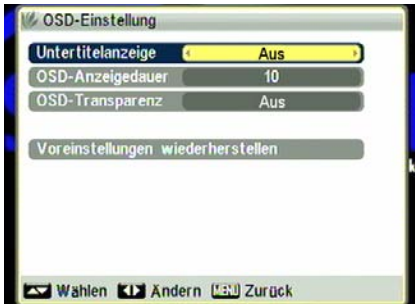 OSD-Einstellung
Untertitelanzeige Aus
OSD-Anzeigedauer 10
OSD-Transparenz Aus
Voreinstellungen wiederherstellen
Wählen Ändern MENU Zurück